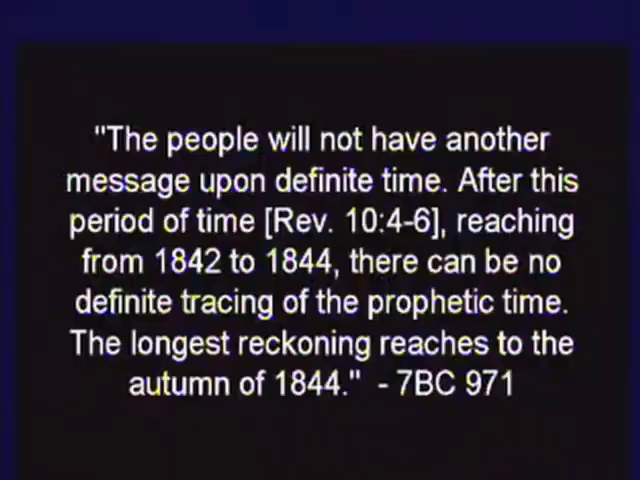 "The people will not have another
message upon definite time. After this
period of time [Rev. 10:4-6], reaching
from 1842 to 1844, there can be no
definite tracing of the prophetic time.
The longest reckoning reaches to the
autumn of 1844." - 7BC 971